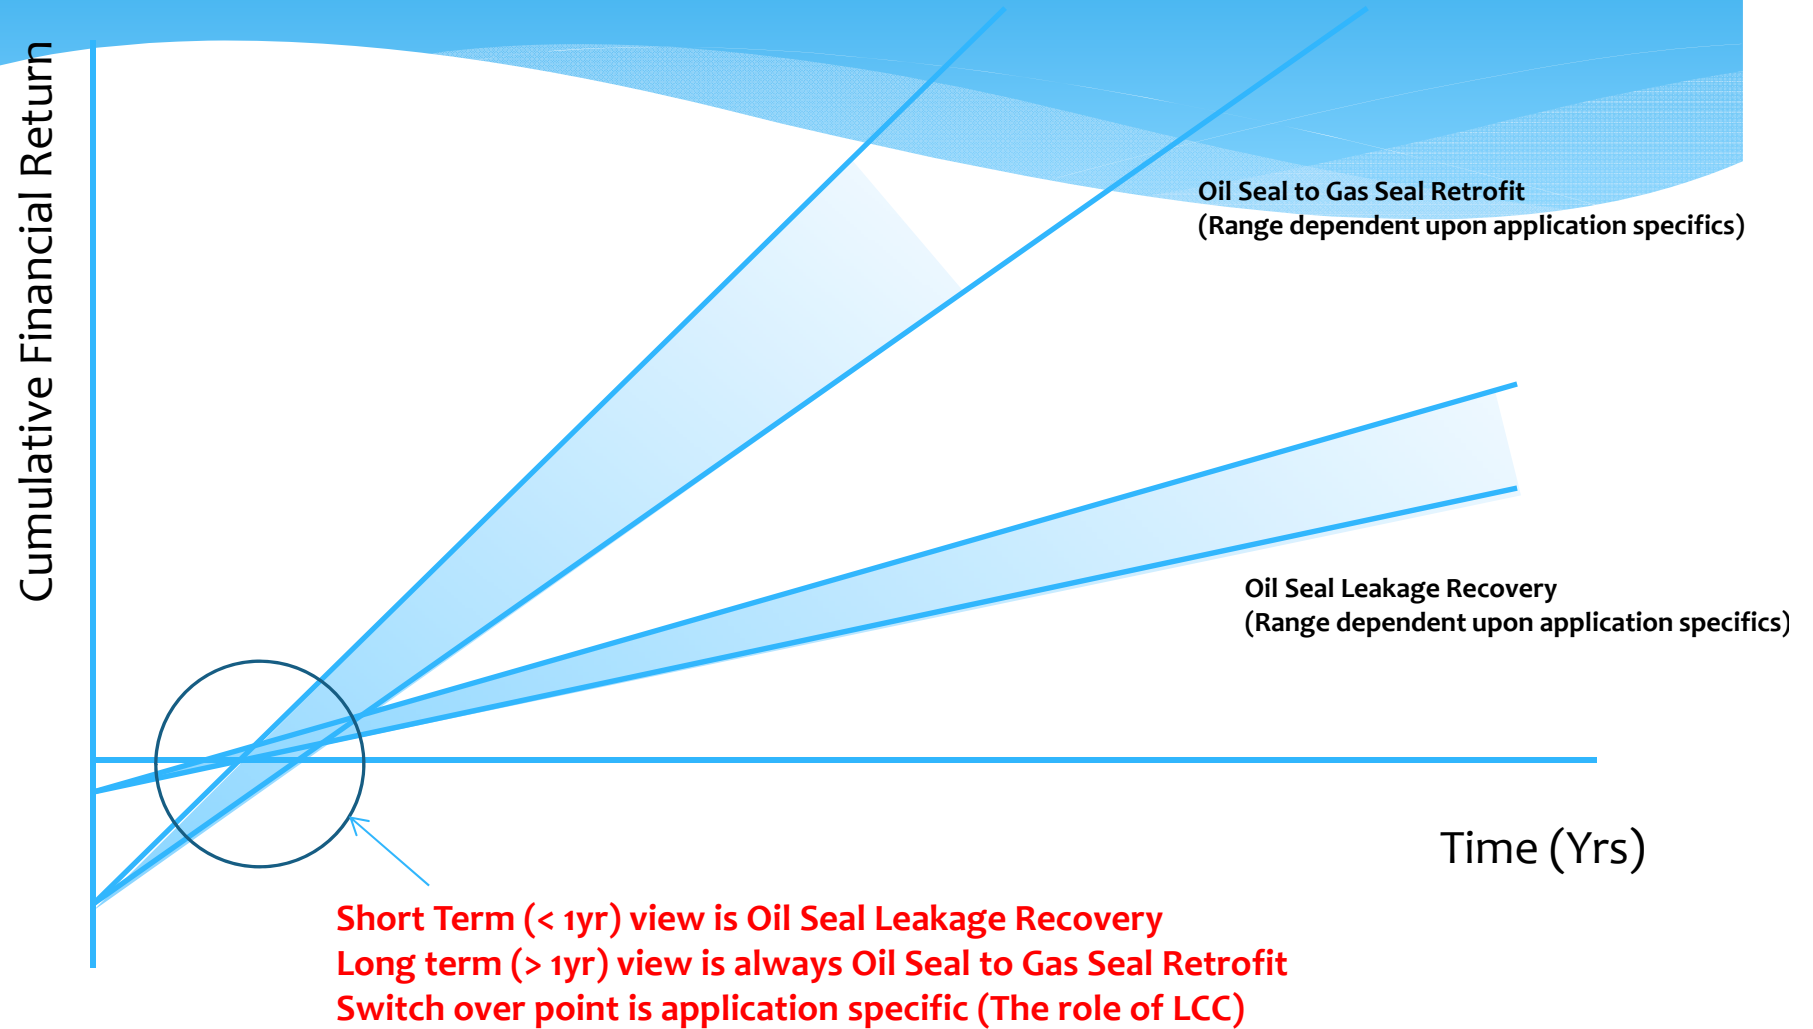 Cumulative Financial Return
Oil Seal to Gas Seal Retrofit
(Range dependent upon application specifics)
Oil Seal Leakage Recovery
(Range dependent upon application specifics)
Time (Yrs)
Short Term (< 1yr) view is Oil Seal Leakage Recovery
Long term (> 1yr) view is always Oil Seal to Gas Seal Retrofit
Switch over point is application specific (The role of LCC)